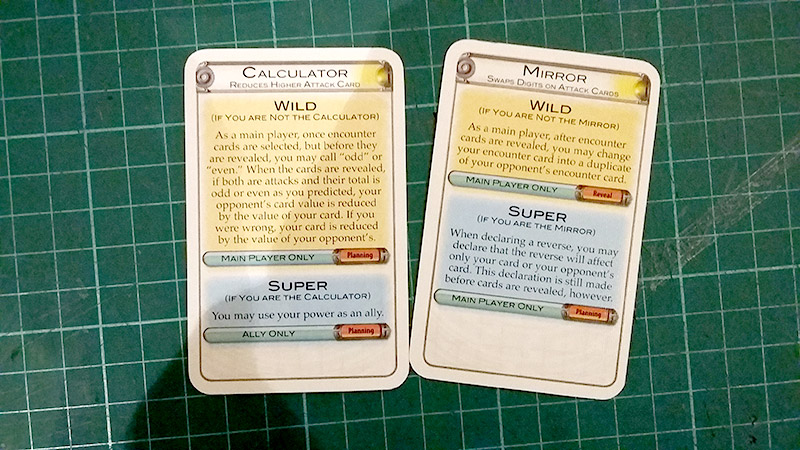 CALCULATOR
REDUCES HIGHER ATTACK CARD
WILD
(IF YOU ARE NOT THE CALCULATOR)
As a main player, once encounter
cards are selected, but before they
are revealed, you may call “odd” or
“even.” When the cards are revealed,
if both are attacks and their total is
odd or even as you predicted, your
opponent's card value is reduced
by the value of your card. If you
were wrong, your card is reduced
by the value of your opponent's.
MAIN PLAYER ONLY Planning
SUPER
(IF YOU ARE THE CALCULATOR)
You may use your power as an ally.
ALLY ONLY Planning
MIRROR
SWAPS DIGITS ON ATTACK CARDS
WILD
(IF YOU ARE NOT THE MIRROR)
As a main player, after encounter
cards are revealed, you may change
your encounter card into a duplicate
of your opponent's encounter card.
MAIN PLAYER ONLY Reveal
SUPER
(IF YOU ARE THE MIRROR)
When declaring a reverse, you may
declare that the reverse will affect
only your card or your opponent's
card. This declaration is still made
before cards are revealed, however.
MAIN PLAYER ONLY Planning